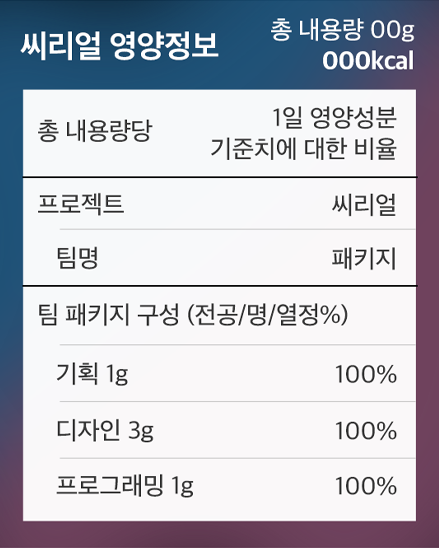 씨리얼 영양정보
총 내용량 00g
000kcal
총 내용량당
1일 영양성분
기준치에 대한 비율
프로젝트 씨리얼
팀명 패키지
팀 패키지 구성 (전공/명/열정%)
기획 1g 100%
디자인 3g 100%
프로그래밍 1g 100%